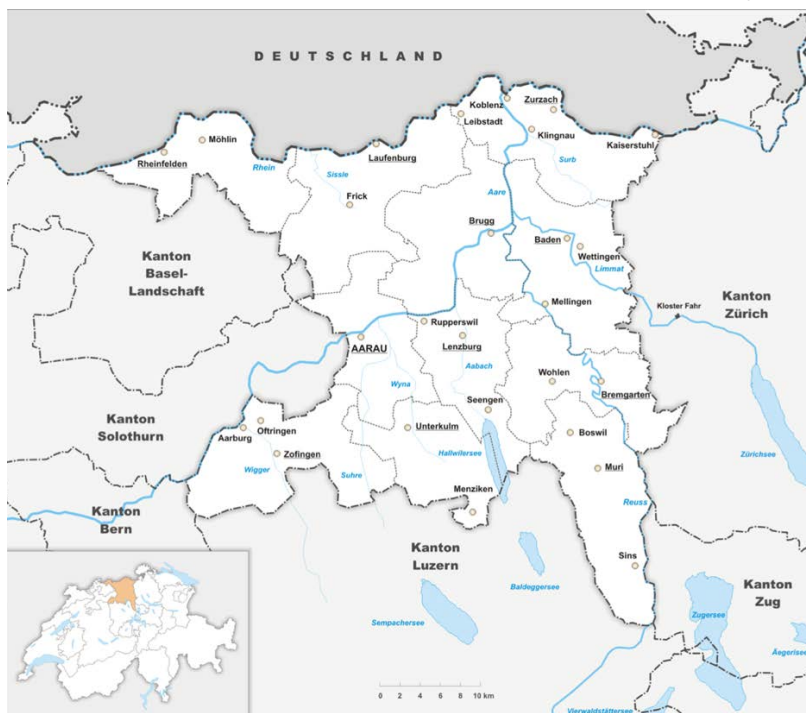 DEUTSCHLAND
Koblenz
Zurzach
Leibstadt
Klingnau
Möhlin
Rheinfelden
Laufenburg
Kaiserstuhl
Rhein
Sissle
Surb
Frick
Aare
Brugg
Baden
Wettingen
Kanton
Basel-
Landschaft
Limmat
Mellingen
Kloster Fahr
Kanton
Zürich
Rupperswil
AARAU
Lenzburg
Aabach
Wyna
Wohlen
Bremgarten
Seengen
Kanton
Solothurn
Oftringen
Aarburg
Unterkulm
Boswil
Zofingen
Hallwilersee
Zürichsee
Wigger
Suhre
Muri
Menziken
Reuss
Kanton
Bern
Kanton
Luzern
Sins
Baldeggersee
Kanton
Zug
Sempachersee
Zugersee
Ägerisee
0 2 4 6 8 10 km
Vierwaldstättersee